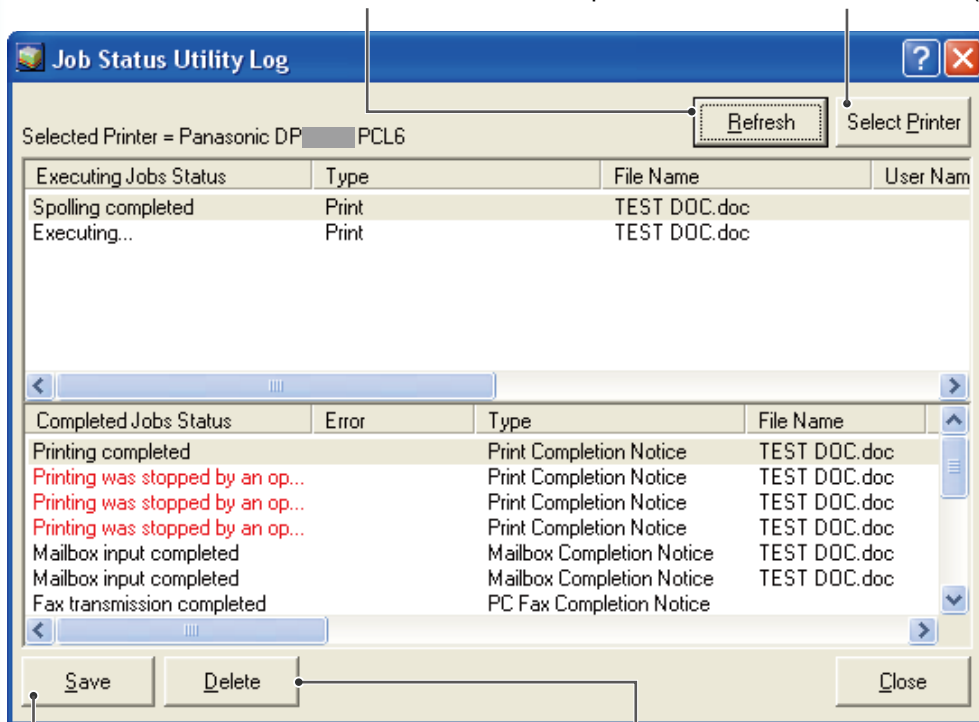 Job Status Utility Log
Refresh Select Printer
Selected Printer = Panasonic DP PCL6
Executing Jobs Status Type File Name User Nam
Spolling completed Print TEST DOC.doc
Executing... Print TEST DOC.doc
Completed Jobs Status Error Type File Name
Printing completed Print Completion Notice TEST DOC.doc
Printing was stopped by an op... Print Completion Notice TEST DOC.doc
Printing was stopped by an op... Print Completion Notice TEST DOC.doc
Printing was stopped by an op... Print Completion Notice TEST DOC.doc
Mailbox input completed Mailbox Completion Notice TEST DOC.doc
Mailbox input completed Mailbox Completion Notice TEST DOC.doc
Fax transmission completed PC Fax Completion Notice
Save Delete Close